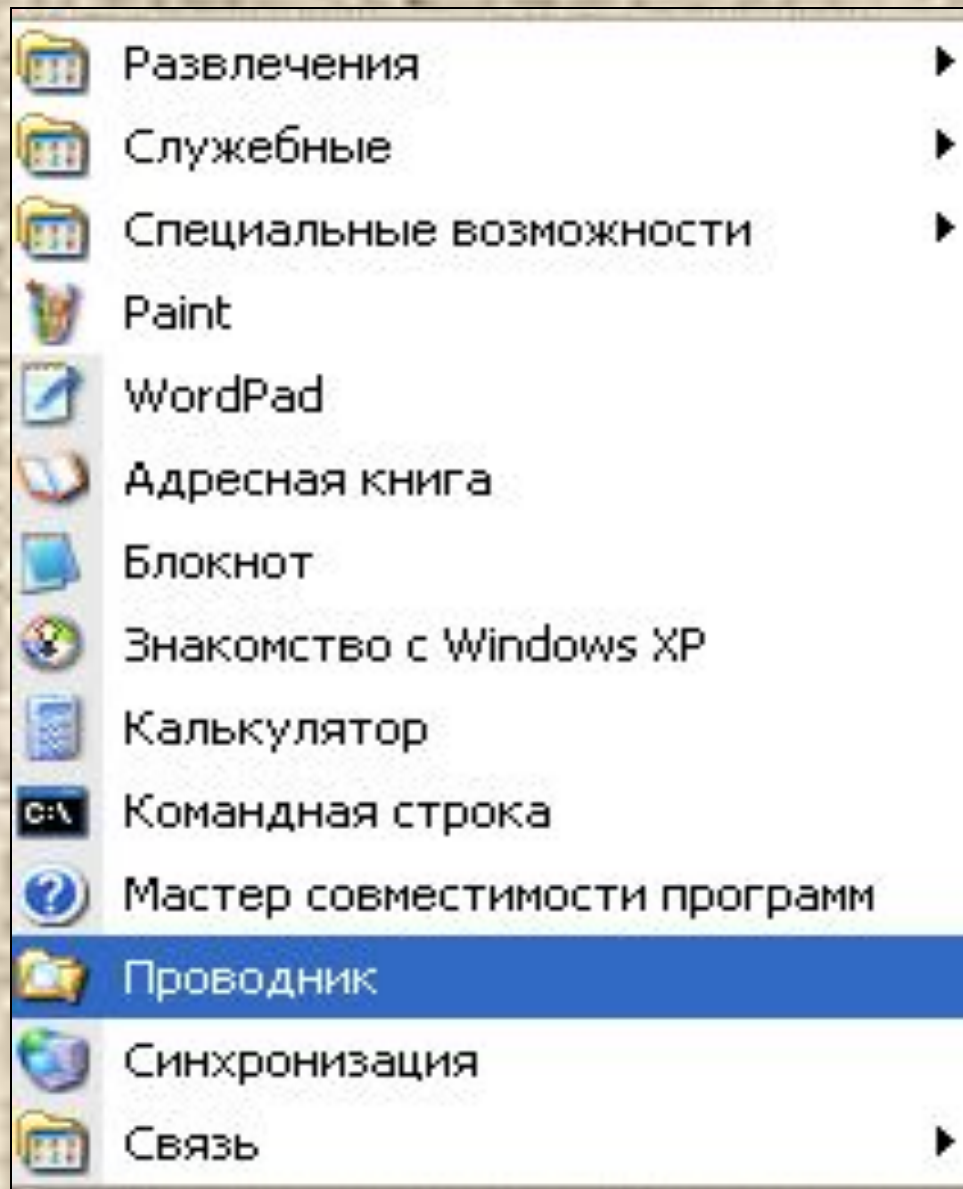 Развлечения
Служебные
Специальные возможности
Paint
WordPad
Адресная книга
Блокнот
Знакомство с Windows XP
Калькулятор
C:\ Командная строка
Мастер совместимости программ
Проводник
Синхронизация
Связь